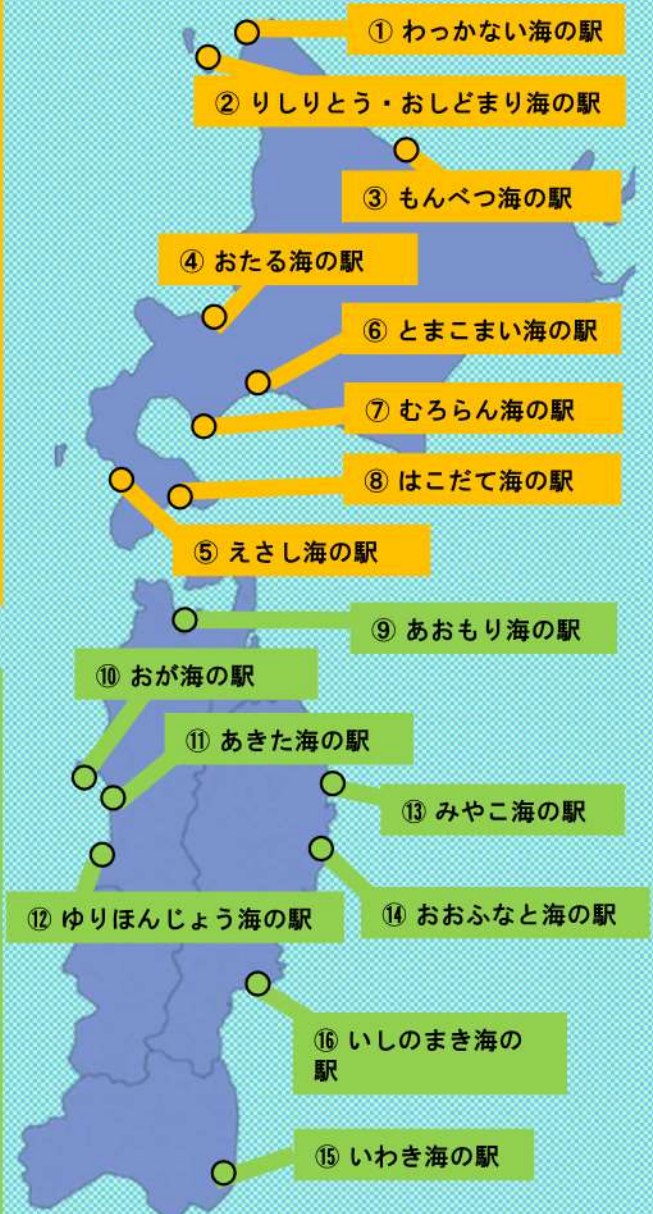 ① わっかない海の駅
② りしりとう・おしどまり海の駅
③ もんべつ海の駅
④ おたる海の駅
⑥ とまこまい海の駅
⑦ むろらん海の駅
⑧ はこだて海の駅
⑤ えさし海の駅
⑨ あおもり海の駅
⑩ おが海の駅
⑪ あきた海の駅
⑬ みやこ海の駅
⑫ ゆりほんじょう海の駅
⑭ おおふなと海の駅
⑯ いしのまき海の
駅
⑮ いわき海の駅